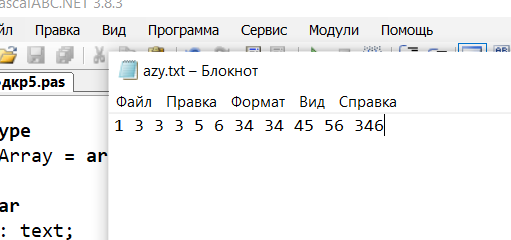 ascalABC.NET 3.8.3
йл Правка Вид Программа Сервис Модули Помощь
дкр5.pas
azy.txt – Блокнот
Файл Правка Формат Вид Справка
1 3 3 3 5 6 34 34 45 56 346
ype
Array = ar
ar
: text;